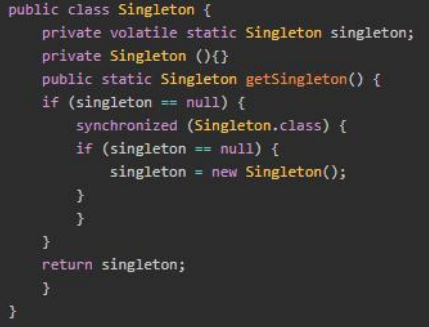 public class Singleton {
    private volatile static Singleton singleton;
    private Singleton (){}
    public static Singleton getSingleton() {
    if (singleton == null) {
        synchronized (Singleton.class) {
        if (singleton == null) {
            singleton = new Singleton();
        }
        }
    }
    return singleton;
    }
}